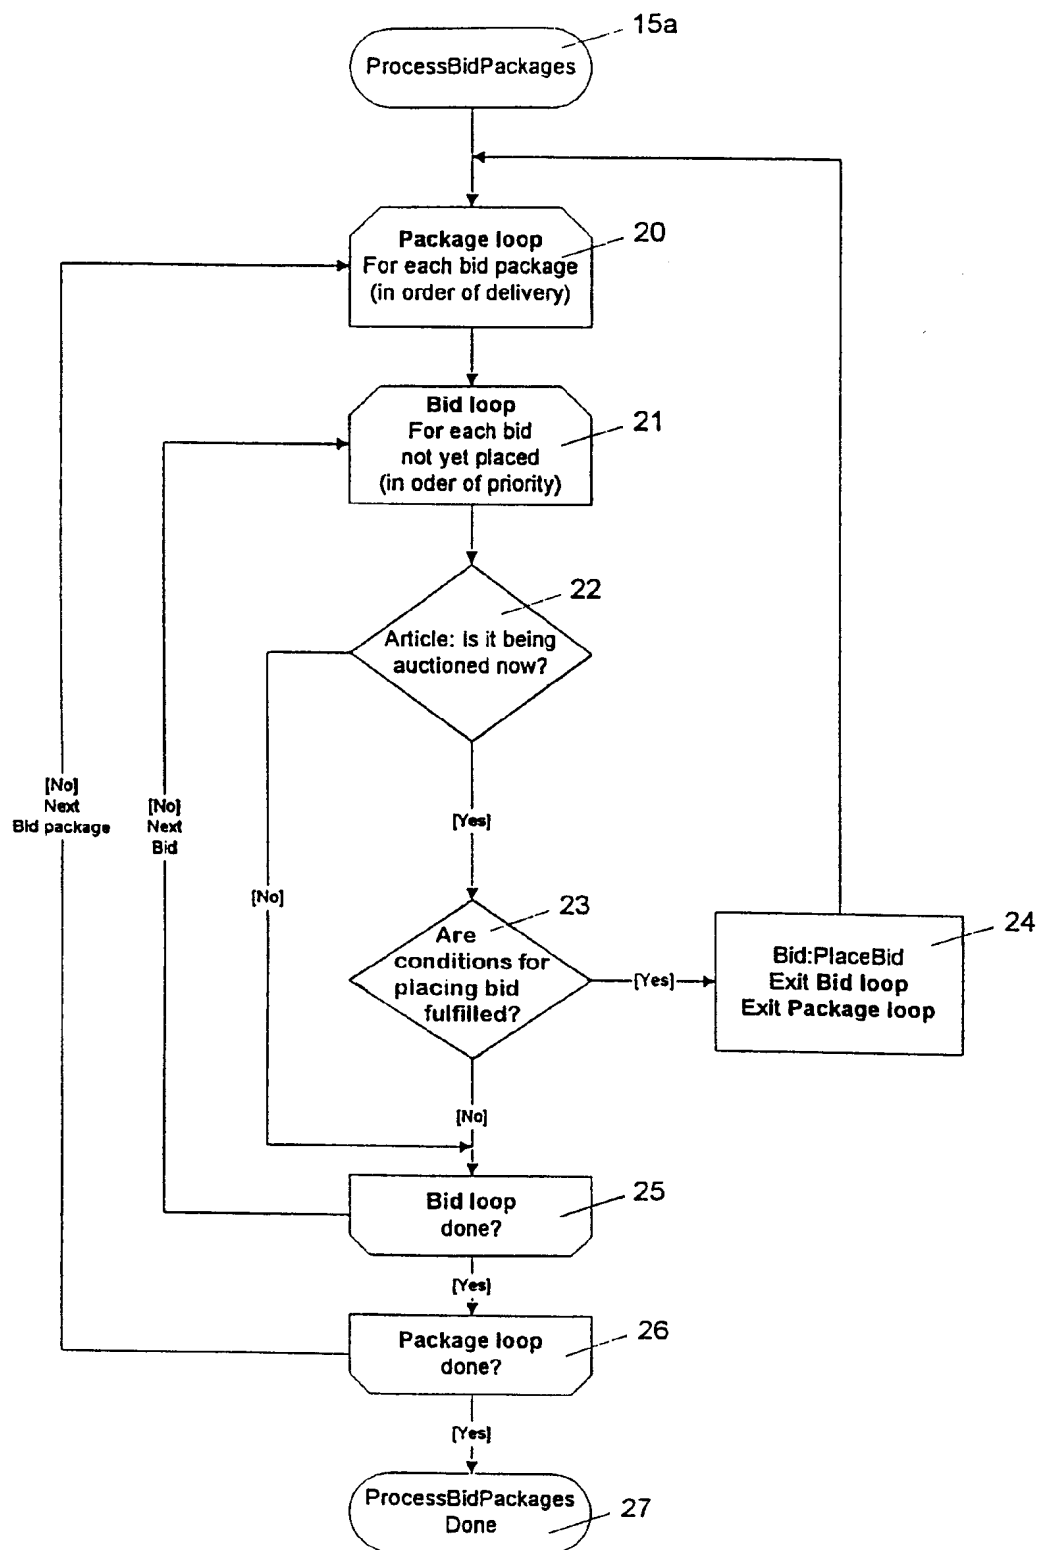 15a
ProcessBidPackages
Package loop
For each bid package
(in order of delivery)
20
Bid loop
For each bid
not yet placed
(in oder of priority)
21
22
Article: Is it being
auctioned now?
[No]
Next
Bid package
[No]
Next
Bid
[Yes]
[No]
23
Are
conditions for
placing bid
fulfilled?
[Yes]
24
Bid:PlaceBid
Exit Bid loop
Exit Package loop
[No]
Bid loop
done?
25
[Yes]
Package loop
done?
26
[Yes]
ProcessBidPackages
Done
27